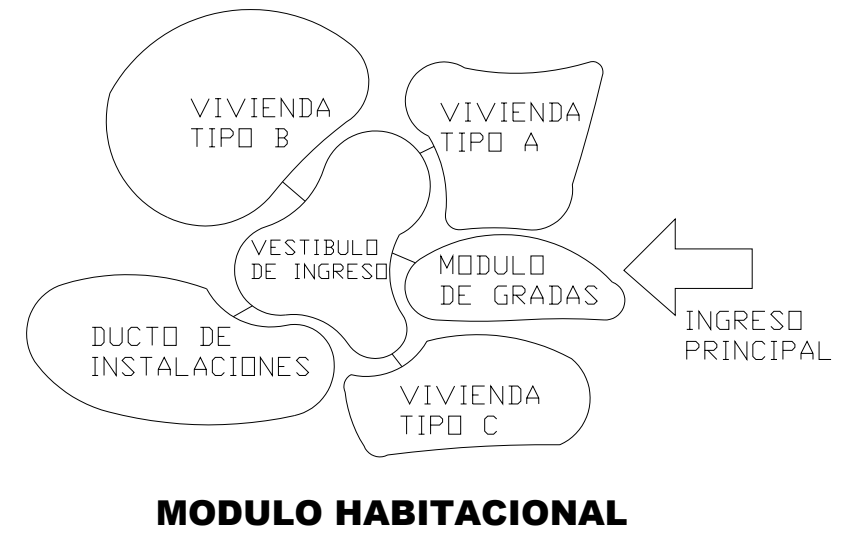 VIVIENDA
TIPO B
VIVIENDA
TIPO A
VESTIBULO
DE INGRESO
MODULO
DE GRADAS
INGRESO
PRINCIPAL
DUCTO DE
INSTALACIONES
VIVIENDA
TIPO C
MODULO HABITACIONAL